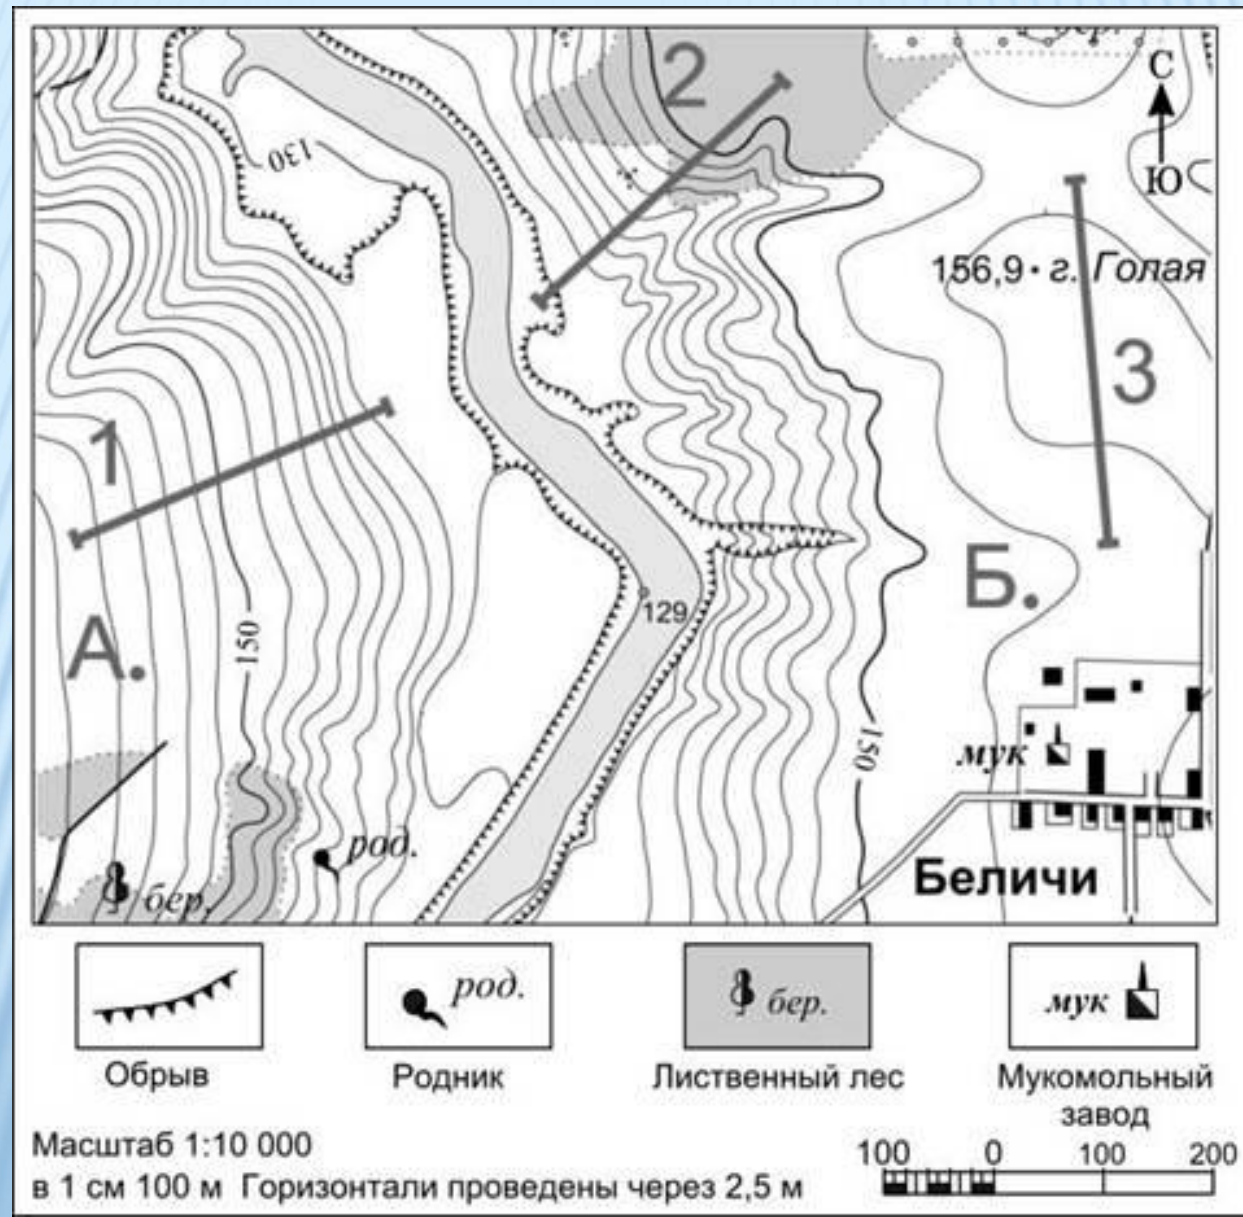 бер.
2
С
130
Ю
156,9 • г. Голая
3
1
Б.
129
А.
150
150
мук
род.
Беличи
бер.
род.
бер.
мук
Обрыв
Родник
Лиственный лес
Мукомольный
завод
Масштаб 1:10 000
100 0 100 200
в 1 см 100 м Горизонтали проведены через 2,5 м